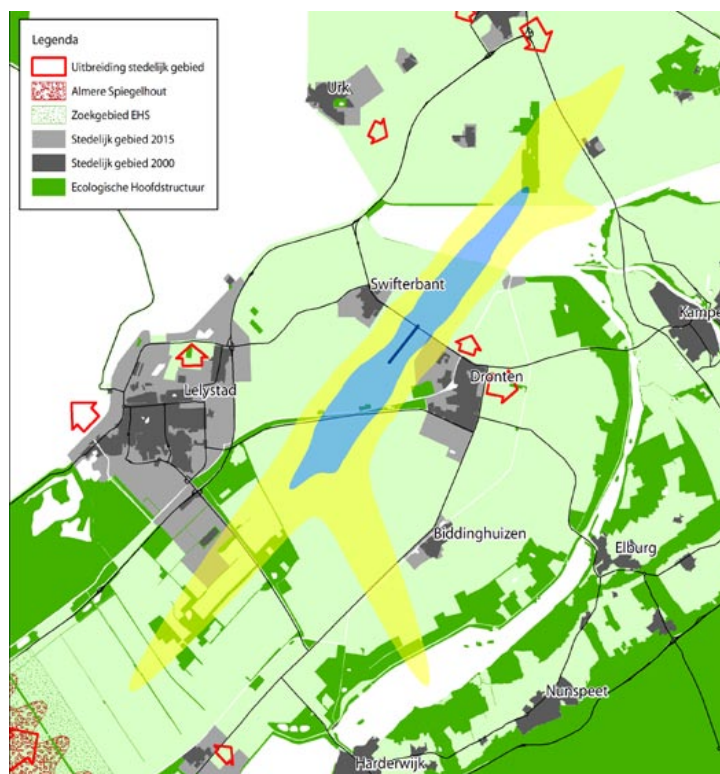 Legenda
Uitbreiding stedelijk gebied
Almere Spiegelhout
Zoekgebied EHS
Stedelijk gebied 2015
Stedelijk gebied 2000
Ecologische Hoofdstructuur
Urk
Swifterbant
Kampe
Dronten
Lelystad
Biddinghuizen
Elburg
Nunspeet
Harderwijk